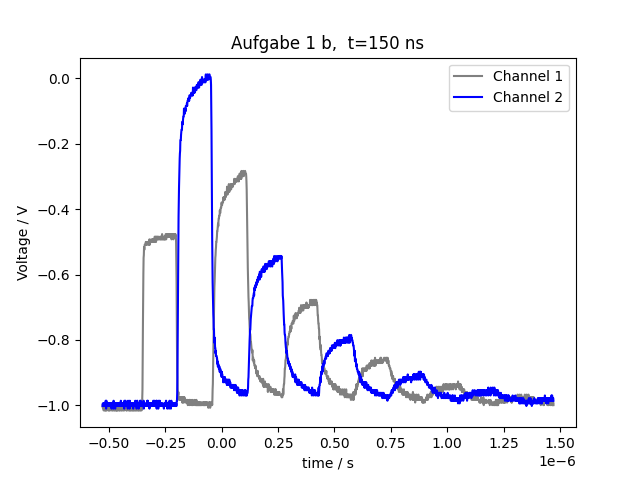 Aufgabe 1 b,  t=150 ns
Channel 1
Channel 2
0.0
−0.2
−0.4
−0.6
−0.8
−1.0
Voltage / V
−0.50 −0.25 0.00 0.25 0.50 0.75 1.00 1.25 1.50
1e−6
time / s